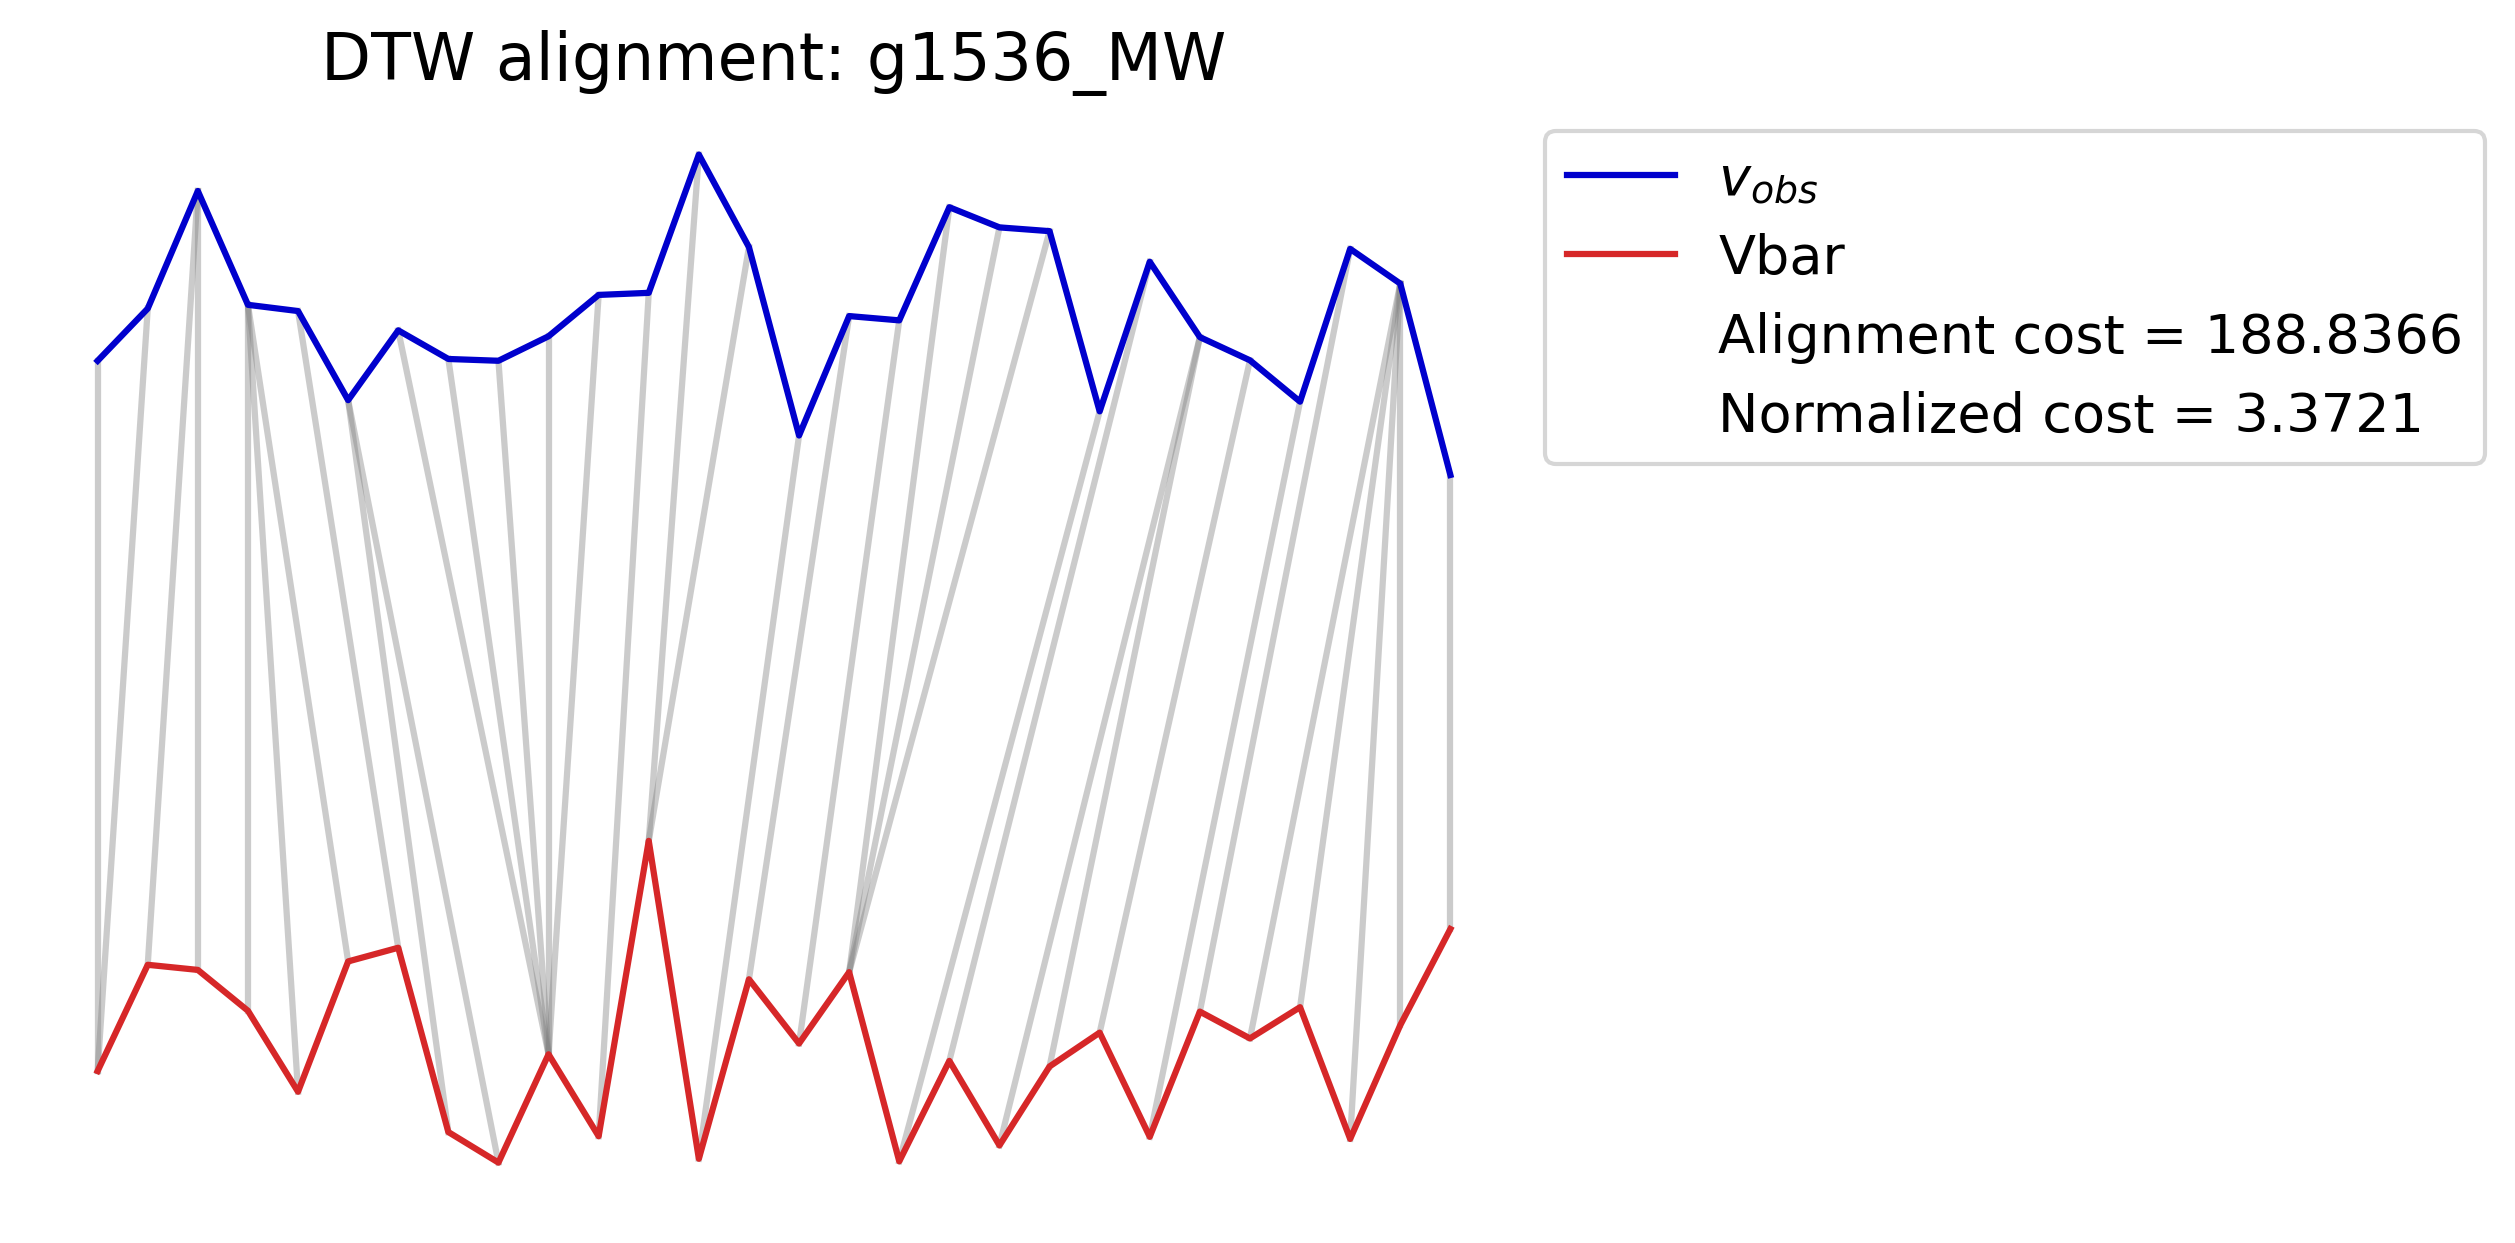 DTW alignment: g1536_MW
v_obs
Vbar
Alignment cost = 188.8366
Normalized cost = 3.3721